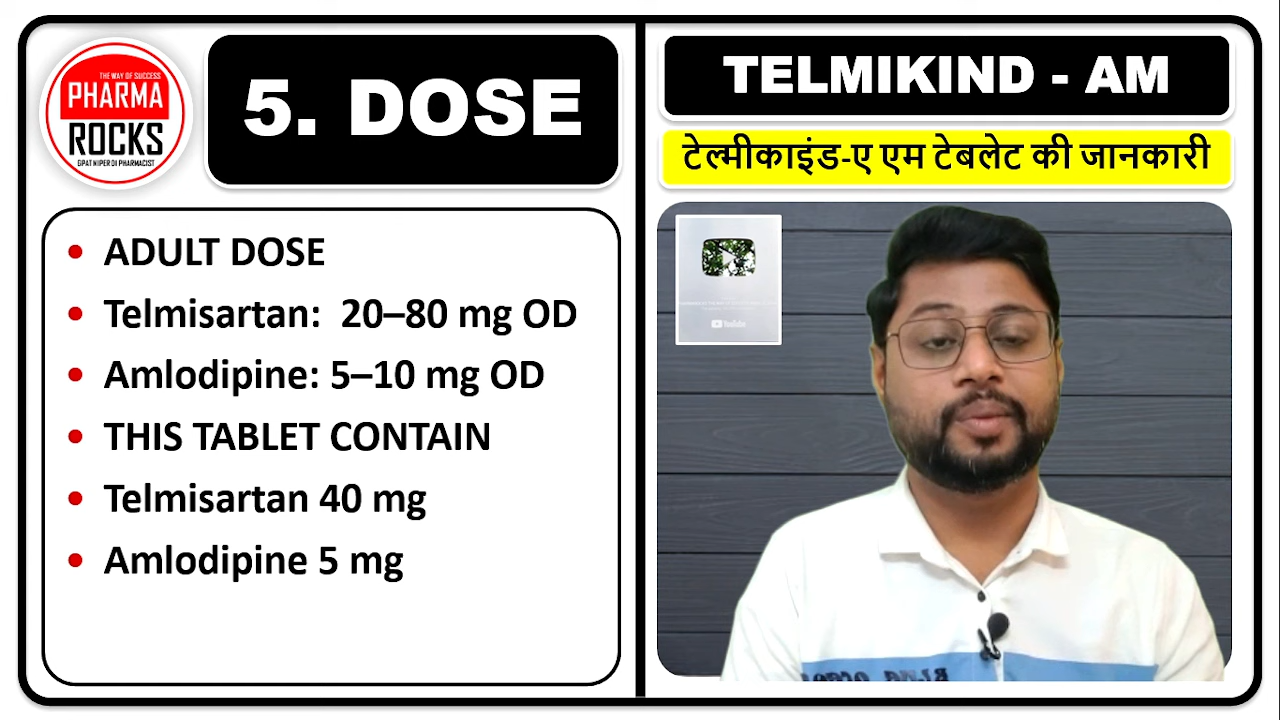 THE WAY OF SUCCESS
PHARMA
ROCKS
GPAT NIPER DI PHARMACIST
5. DOSE
• ADULT DOSE
• Telmisartan: 20–80 mg OD
• Amlodipine: 5–10 mg OD
• THIS TABLET CONTAIN
• Telmisartan 40 mg
• Amlodipine 5 mg
TELMIKIND - AM
टेल्मीकाइंड-ए एम टेबलेट की जानकारी
YouTube